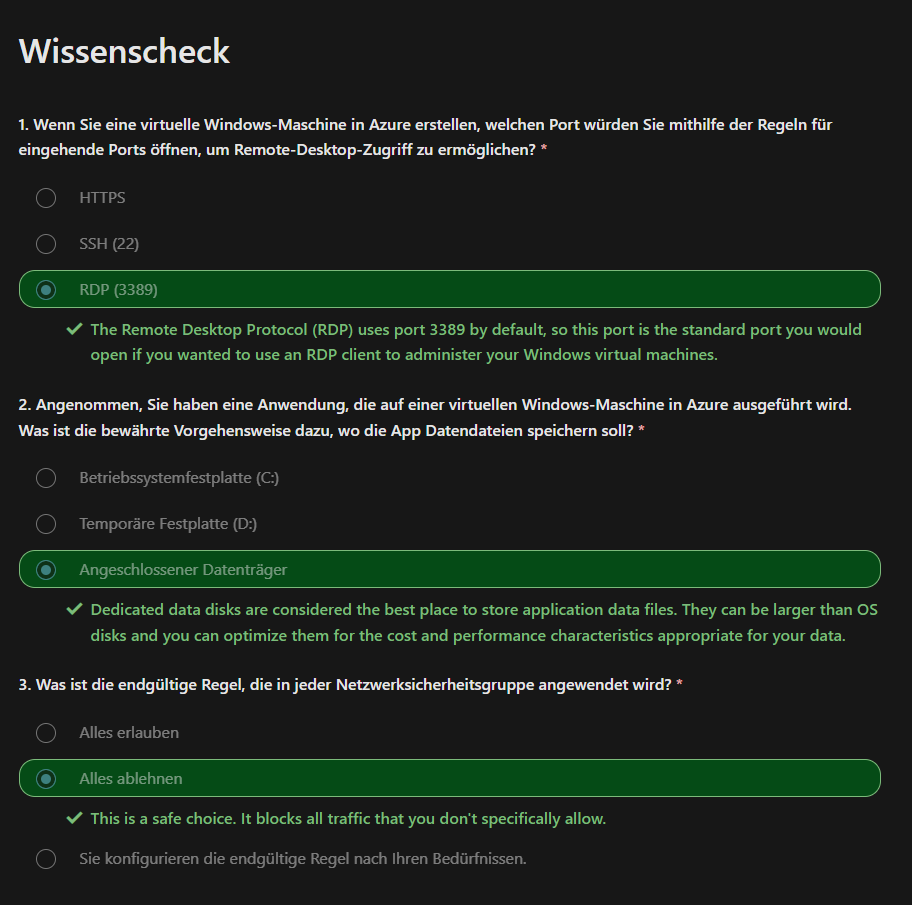 Wissenscheck
1. Wenn Sie eine virtuelle Windows-Maschine in Azure erstellen, welchen Port würden Sie mithilfe der Regeln für
eingehende Ports öffnen, um Remote-Desktop-Zugriff zu ermöglichen? *
HTTPS
SSH (22)
RDP (3389)
The Remote Desktop Protocol (RDP) uses port 3389 by default, so this port is the standard port you would
open if you wanted to use an RDP client to administer your Windows virtual machines.
2. Angenommen, Sie haben eine Anwendung, die auf einer virtuellen Windows-Maschine in Azure ausgeführt wird.
Was ist die bewährte Vorgehensweise dazu, wo die App Datendateien speichern soll? *
Betriebssystemfestplatte (C:)
Temporäre Festplatte (D:)
Angeschlossener Datenträger
Dedicated data disks are considered the best place to store application data files. They can be larger than OS
disks and you can optimize them for the cost and performance characteristics appropriate for your data.
3. Was ist die endgültige Regel, die in jeder Netzwerksicherheitsgruppe angewendet wird? *
Alles erlauben
Alles ablehnen
This is a safe choice. It blocks all traffic that you don't specifically allow.
Sie konfigurieren die endgültige Regel nach Ihren Bedürfnissen.